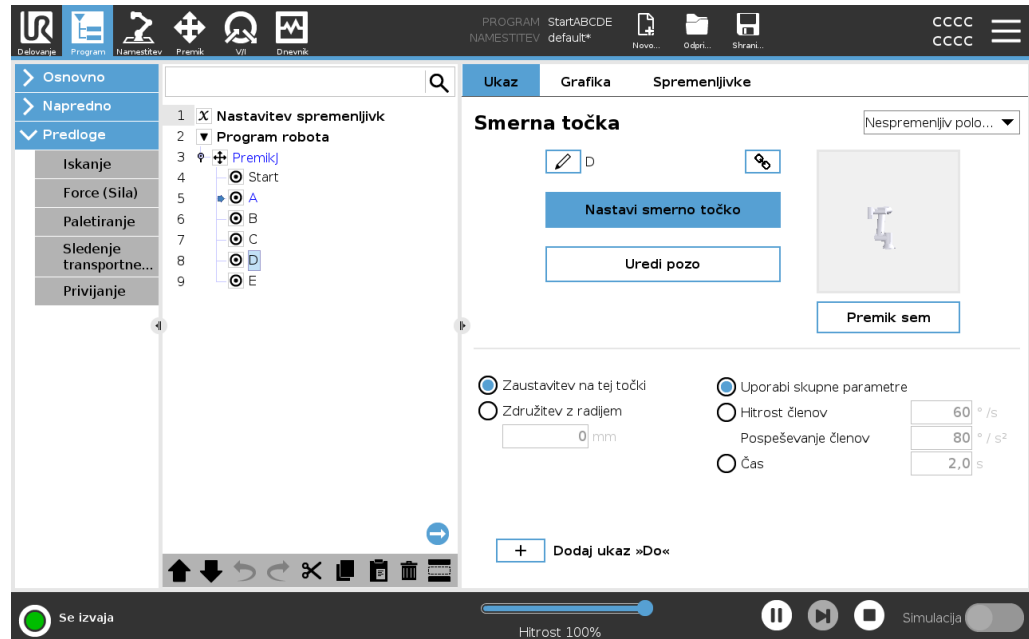 UR
PROGRAM StartABCDE
NAMESTITEV default*
CCCC
CCCC
Delovanje Program Namestitev Premik V/I Dnevnik Novo... Odpri... Shrani...
Osnovno
Napredno
Predloge
Iskanje
Force (Sila)
Paletiranje
Sledenje
transportne...
Privijanje
1 X Nastavitev spremenljivk
2 Program robota
3 PremikJ
4 Start
5 A
6 B
7 C
8 D
9 E
Ukaz Grafika Spremenljivke
Smerna točka
Nespremenljiv polo...
D
Nastavi smerno točko
Uredi pozo
Premik sem
Zaustavitev na tej točki
Združitev z radijem
0 mm
Uporabi skupne parametre
Hitrost členov 60 °/s
Pospeševanje členov 80 °/s²
Čas 2,0 s
+ Dodaj ukaz »Do«
Se izvaja
Hitrost 100%
Simulacija